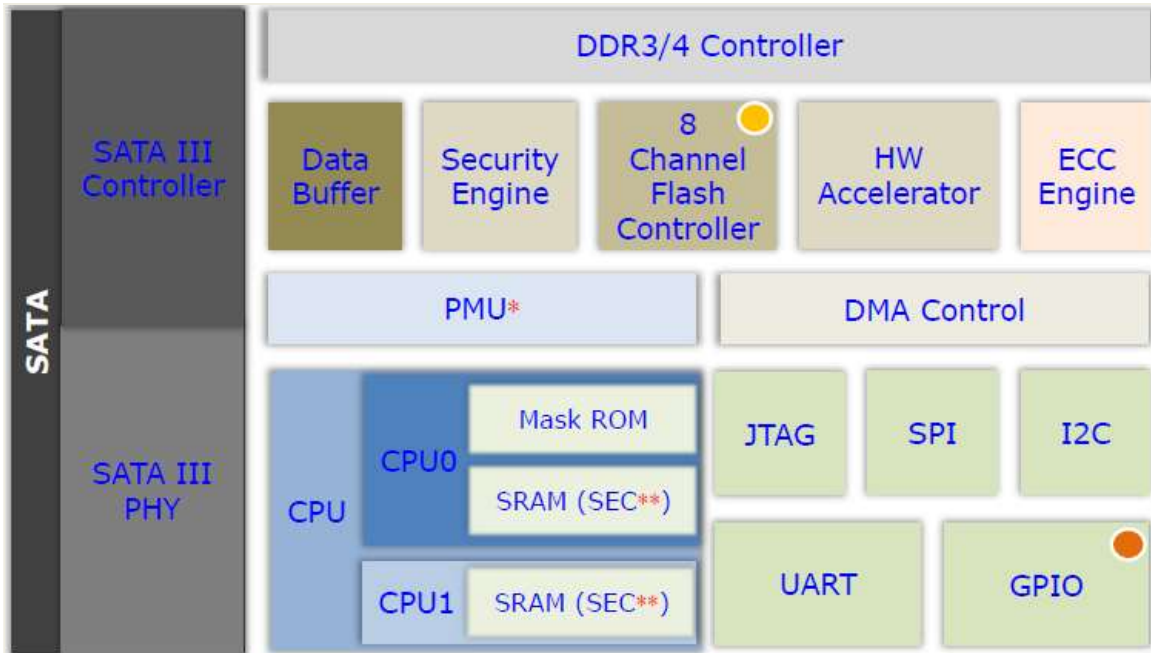 SATA
SATA III
Controller
SATA III
PHY
DDR3/4 Controller
Data
Buffer
Security
Engine
8
Channel
Flash
Controller
HW
Accelerator
ECC
Engine
PMU*
DMA Control
CPU
CPU0
Mask ROM
SRAM (SEC**)
CPU1
SRAM (SEC**)
JTAG
SPI
I2C
UART
GPIO